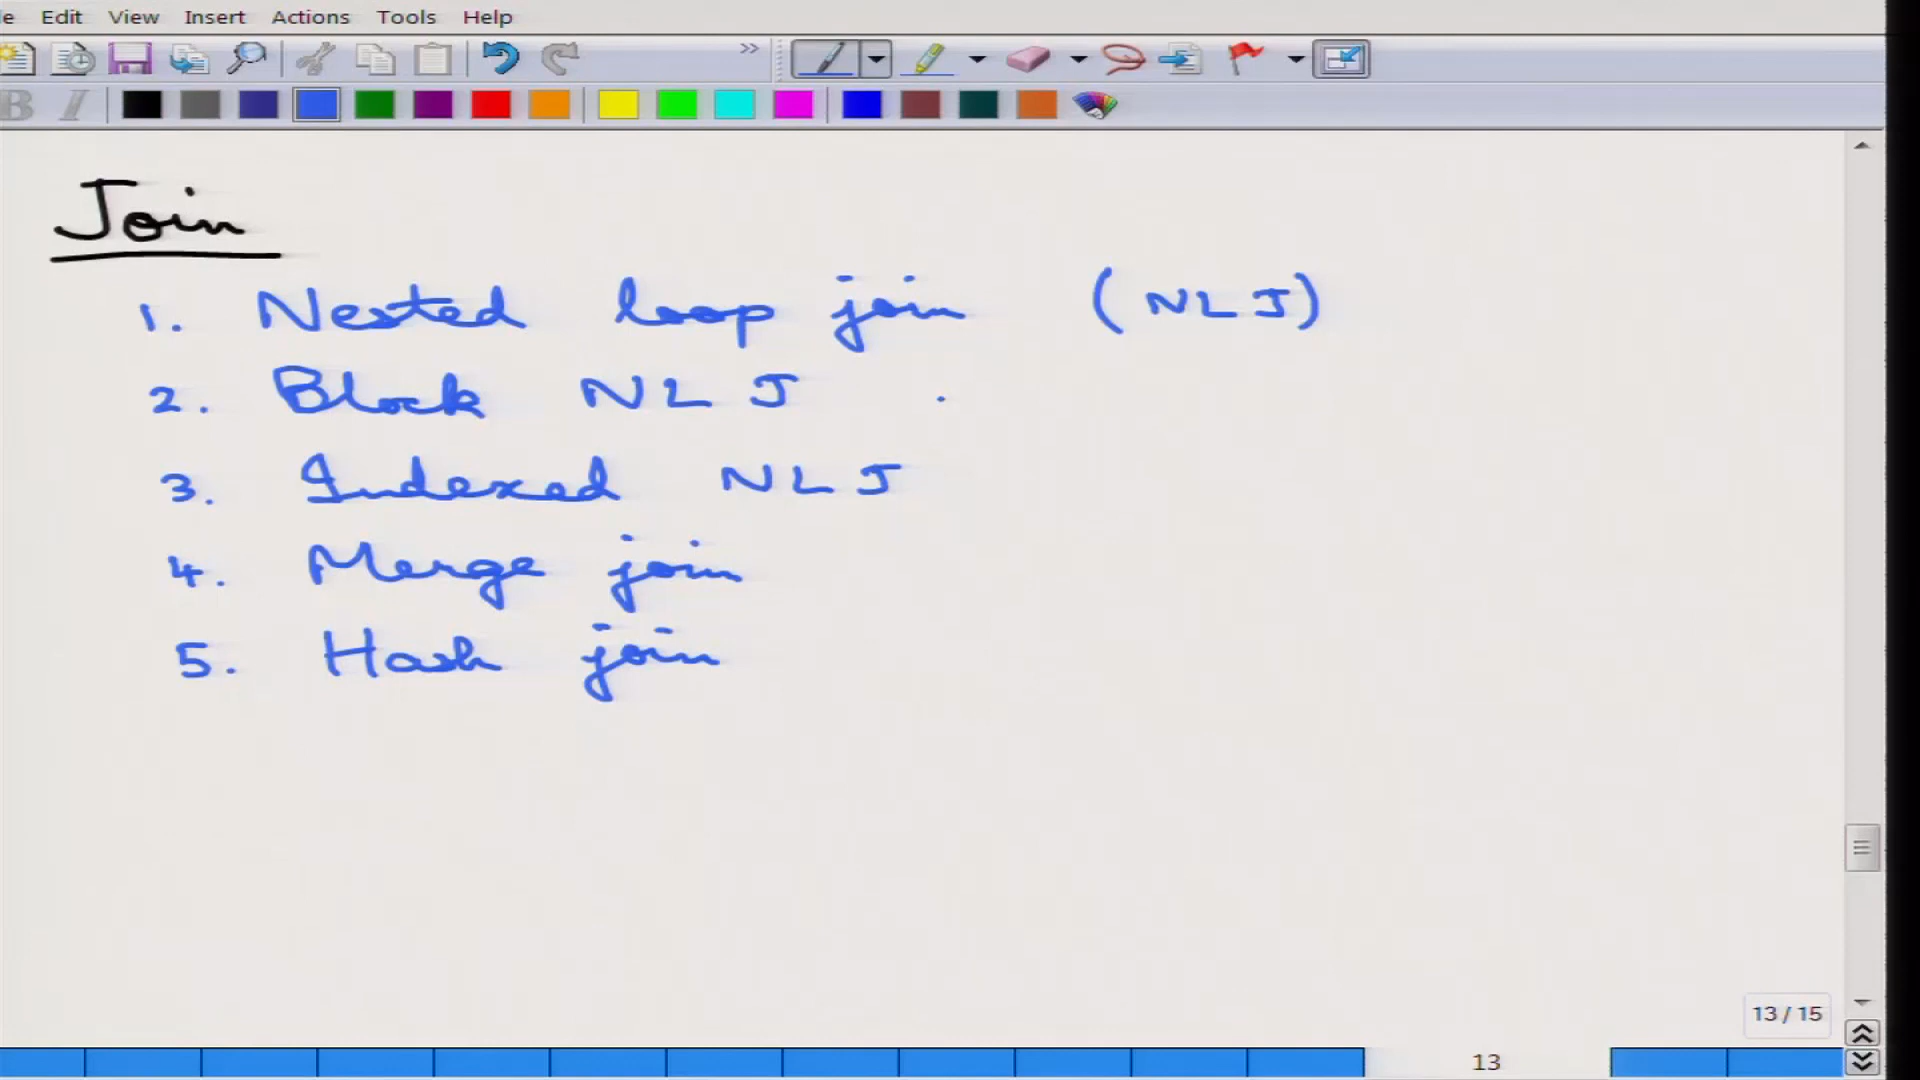 Edit View Insert Actions Tools Help
B I
Join
1. Nested loop join (NLJ)
2. Block NLJ
3. Indexed NLJ
4. Merge join
5. Hash join
13 / 15
13